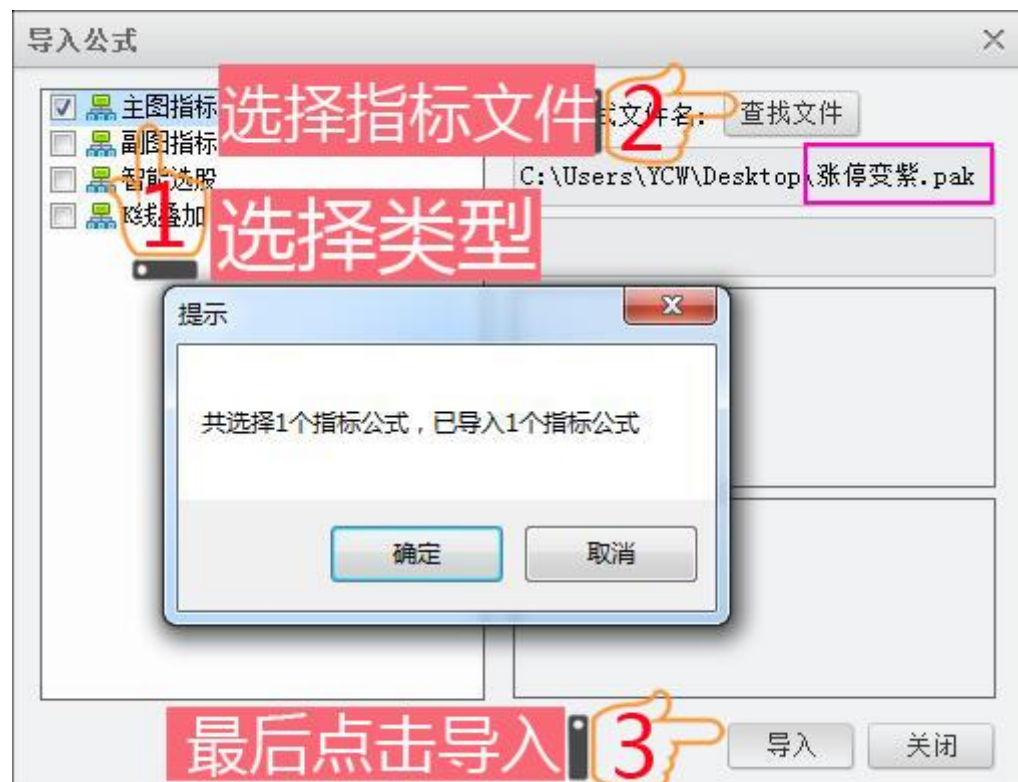 导入公式
主图指标
副图指标
智能选股
K线叠加
选择指标文件
2
式文件名:
查找文件
C:\Users\YCW\Desktop\涨停变紫.pak
1
选择类型
提示
共选择1个指标公式，已导入1个指标公式
确定
取消
最后点击导入
3
导入
关闭